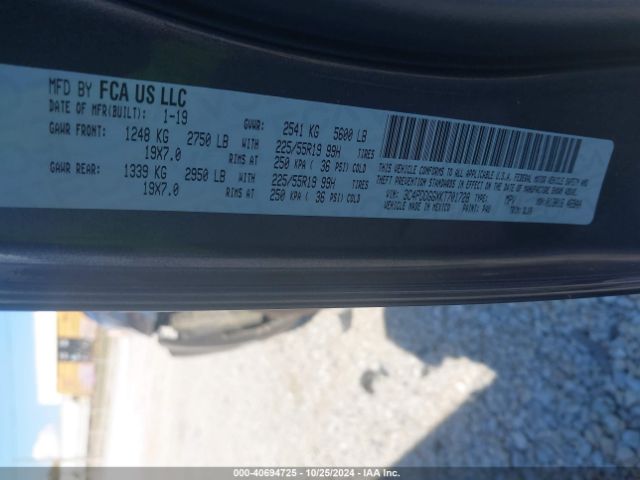 MFD BY FCA US LLC
DATE OF MFR(BUILT): 1-19
GVWR: 2541 KG 5600 LB
GAWR FRONT: 1248 KG 2750 LB WITH 225/55R19 99H TIRES
19X7.0 RIMS AT 250 KPA ( 36 PSI) COLD
GAWR REAR: 1339 KG 2950 LB WITH 225/55R19 99H TIRES
19X7.0 RIMS AT 250 KPA ( 36 PSI) COLD
THIS VEHICLE CONFORMS TO ALL APPLICABLE U.S.A. FEDERAL MOTOR VEHICLE SAFETY AND
THEFT PREVENTION STANDARDS IN EFFECT ON THE DATE OF MANUFACTURE SHOWN ABOVE.
VIN: TYPE: MPV
VEHICLE MADE IN MEXICO PAINT: PAU
000-40694725 - 10/25/2024 - IAA Inc.